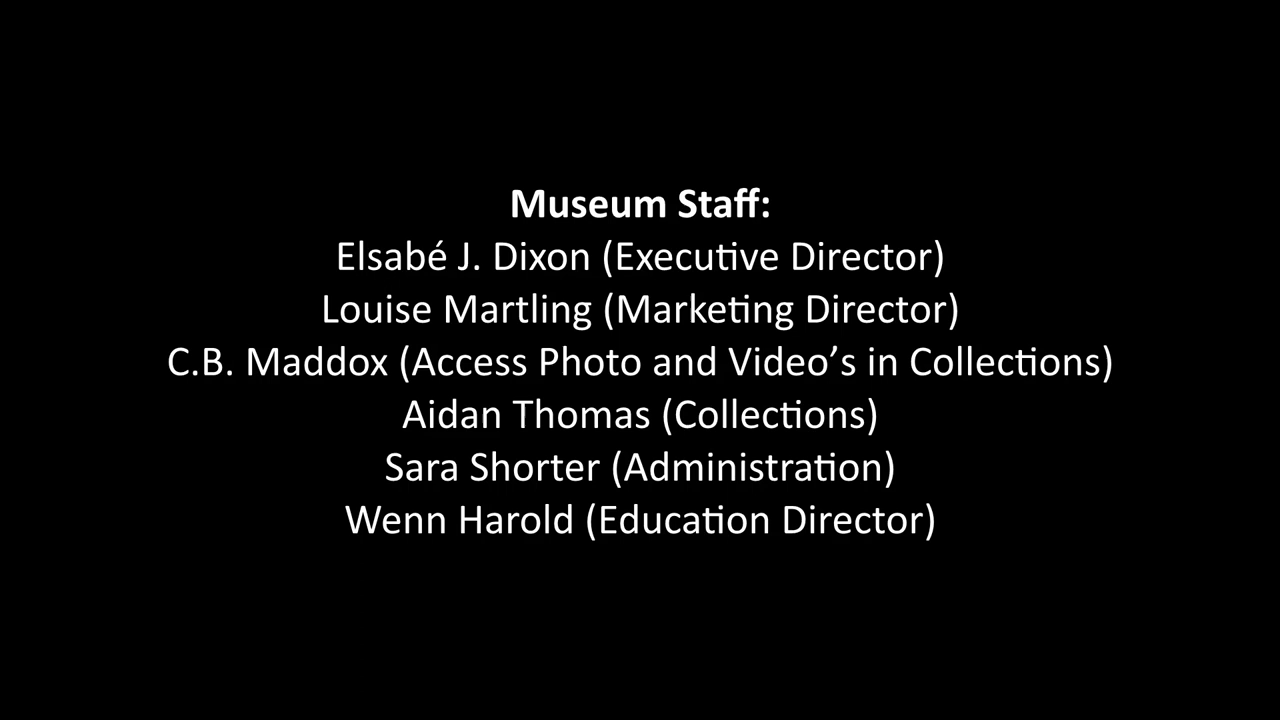 Museum Staff:
Elsabé J. Dixon (Executive Director)
Louise Martling (Marketing Director)
C.B. Maddox (Access Photo and Video’s in Collections)
Aidan Thomas (Collections)
Sara Shorter (Administration)
Wenn Harold (Education Director)